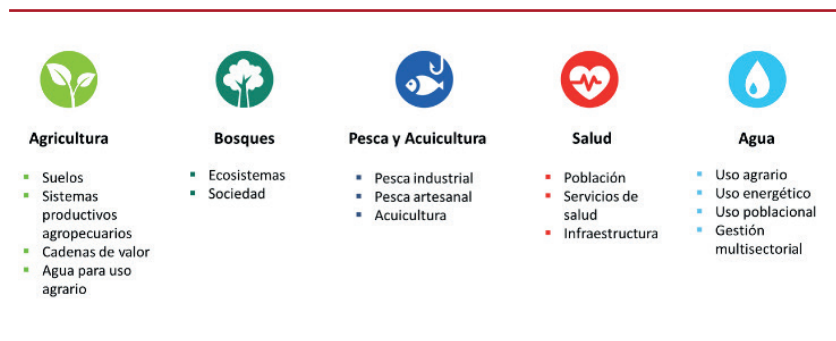 Agricultura
Suelos
Sistemas
productivos
agropecuarios
Cadenas de valor
Agua para uso
agrario
Bosques
Ecosistemas
Sociedad
Pesca y Acuicultura
Pesca industrial
Pesca artesanal
Acuicultura
Salud
Población
Servicios de
salud
Infraestructura
Agua
Uso agrario
Uso energético
Uso poblacional
Gestión
multisectorial